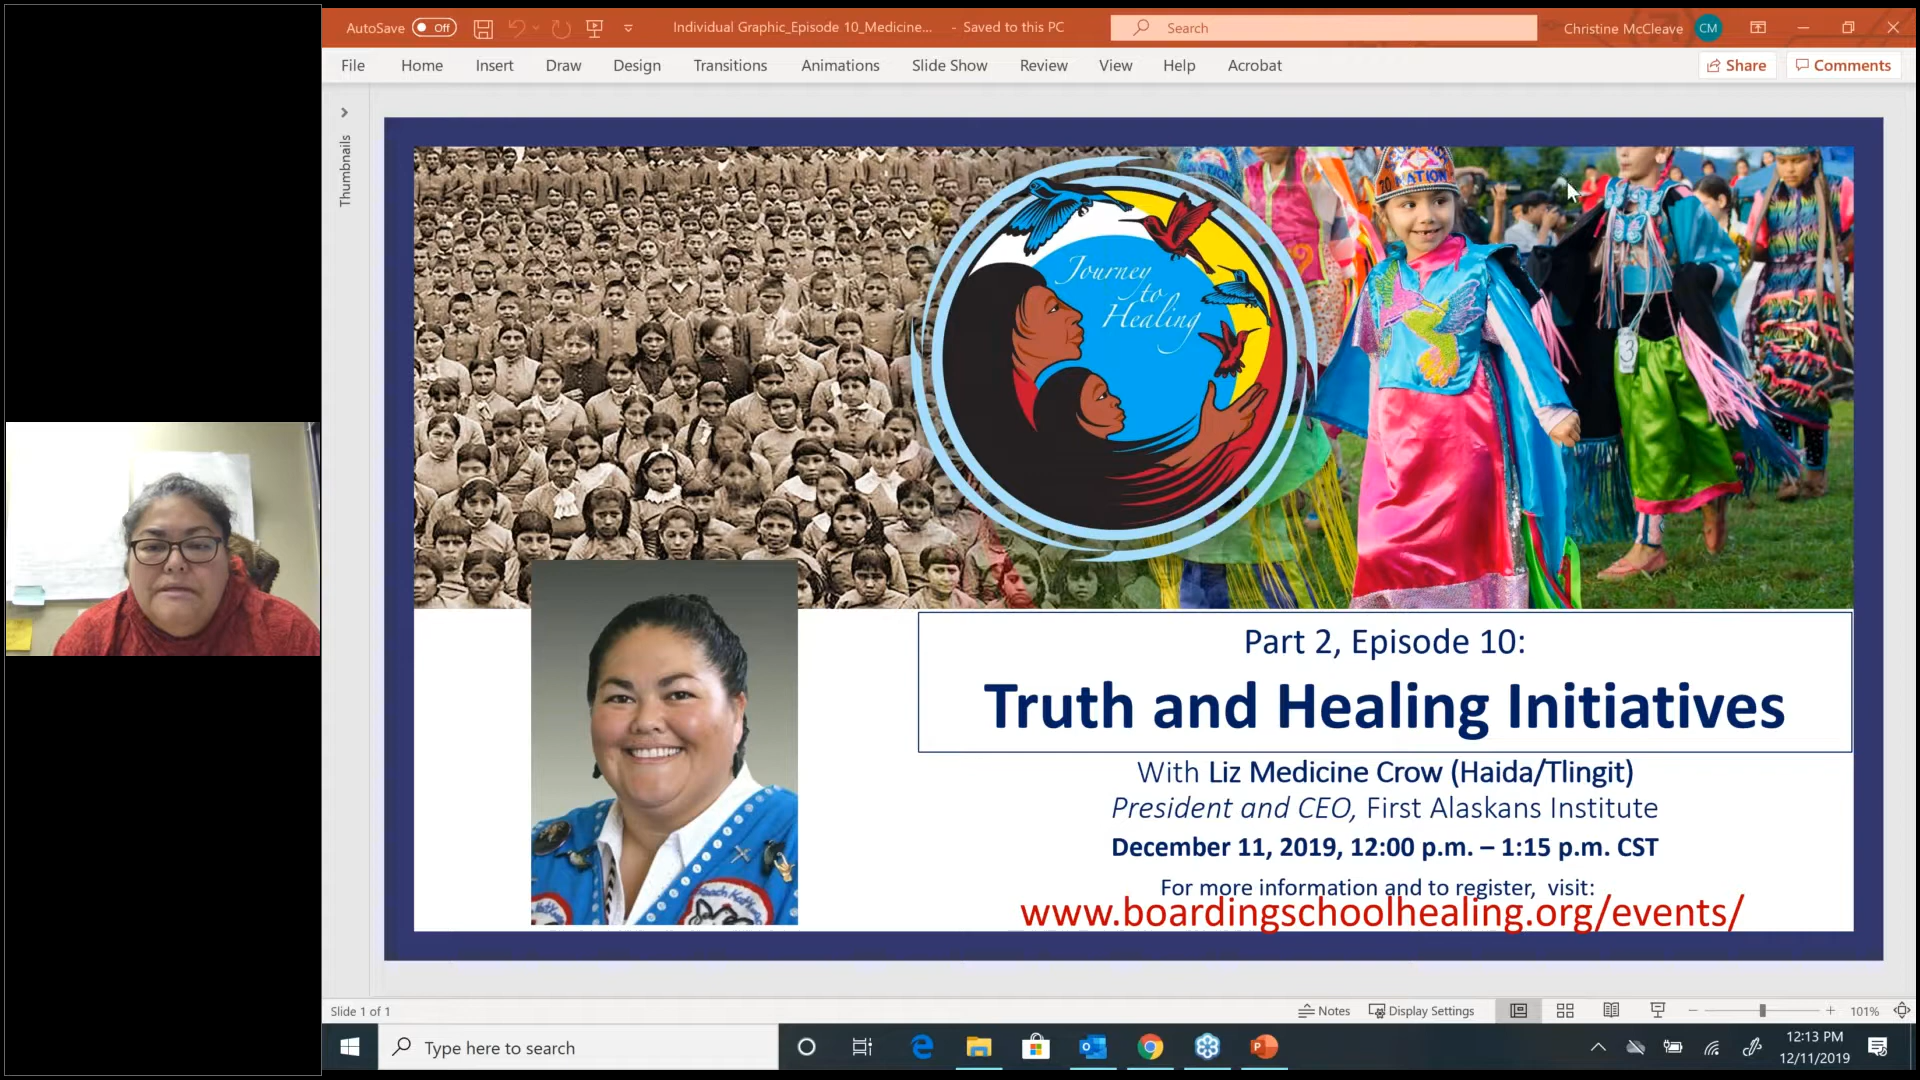 AutoSave Off
Individual Graphic_Episode 10_Medicine... - Saved to this PC
Search
Christine McCleave CM
File Home Insert Draw Design Transitions Animations Slide Show Review View Help Acrobat Share Comments
Thumbnails
Journey
to
Healing
NATION
3
Part 2, Episode 10:
Truth and Healing Initiatives
With Liz Medicine Crow (Haida/Tlingit)
President and CEO, First Alaskans Institute
December 11, 2019, 12:00 p.m. – 1:15 p.m. CST
For more information and to register, visit:
www.boardingschoolhealing.org/events/
Slide 1 of 1
Notes Display Settings 101%
Type here to search
12:13 PM
12/11/2019